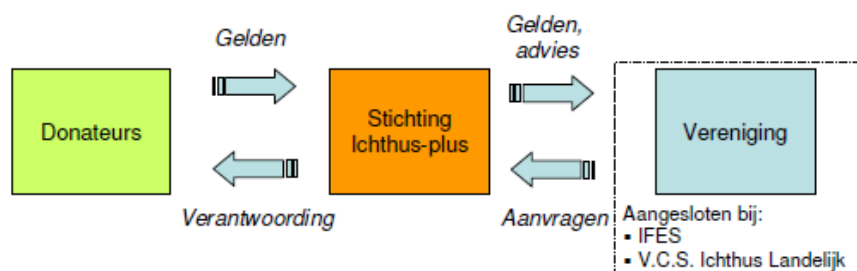 Gelden
Gelden,
advies
Donateurs
Stichting
Ichthus-plus
Vereniging
Verantwoording
Aanvragen
Aangesloten bij:
▪ IFES
▪ V.C.S. Ichthus Landelijk